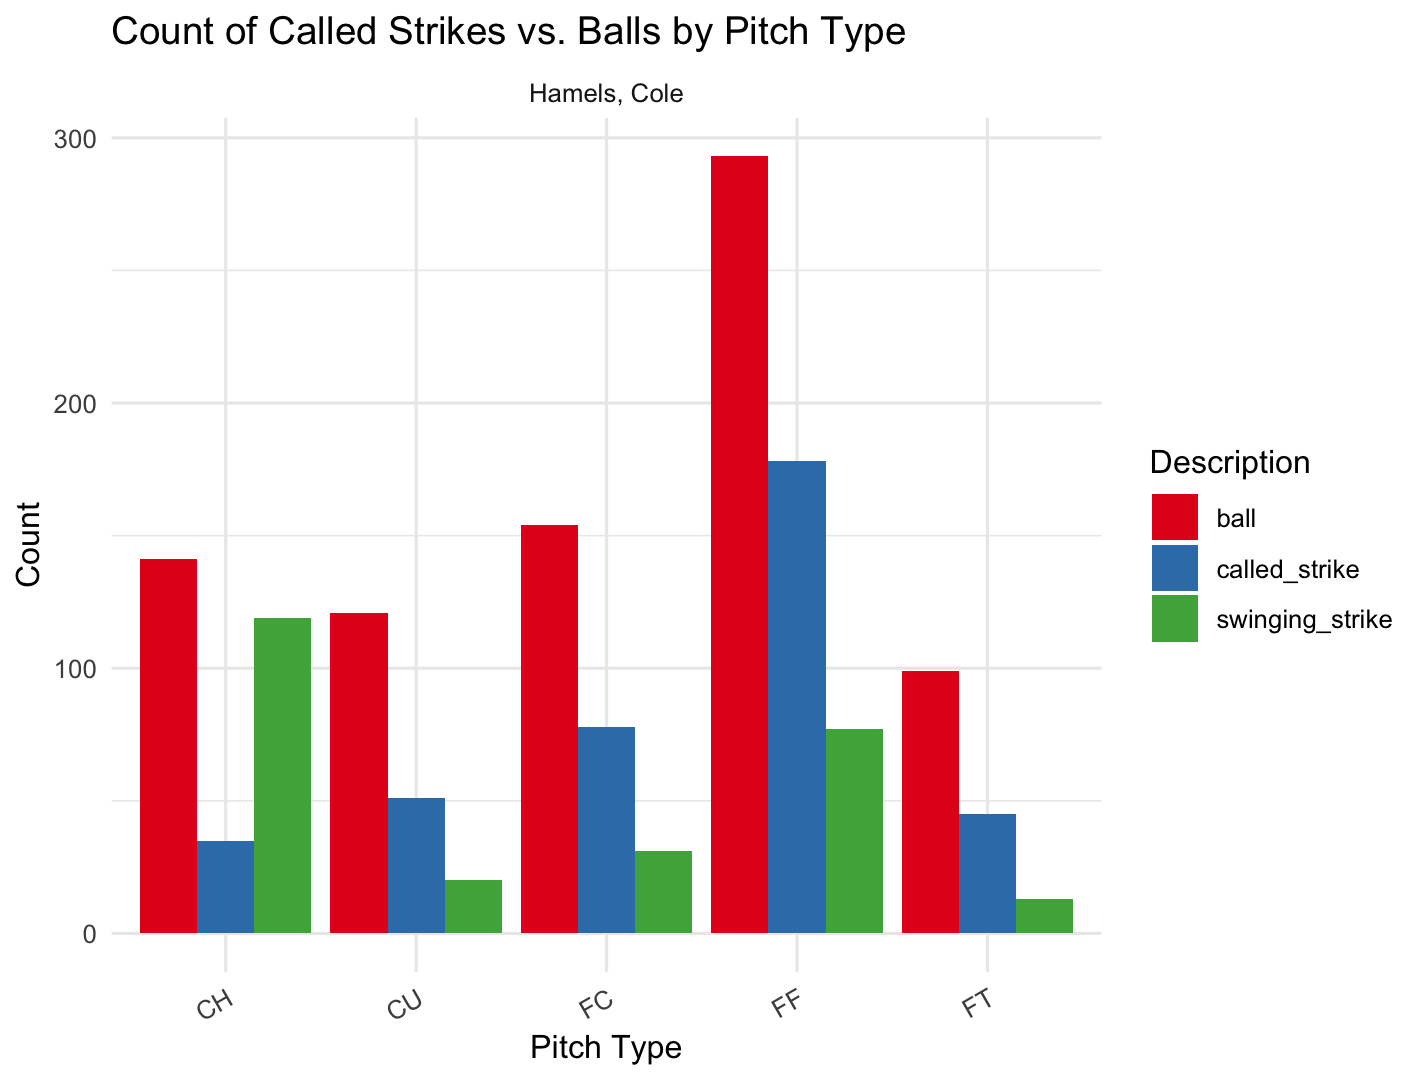 Count of Called Strikes vs. Balls by Pitch Type
Hamels, Cole
300
200
100
0
Count
CH
CU
FC
FF
FT
Pitch Type
Description
ball
called_strike
swinging_strike